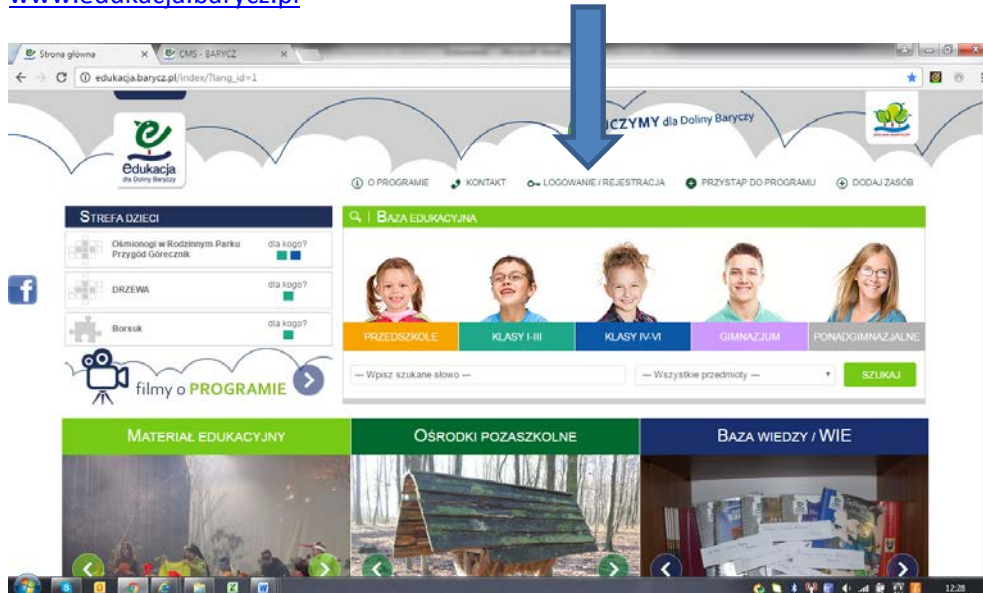 www.edukacja.barycz.pl
Strona główna
CMS - BARYCZ
edukacja.barycz.pl/index/?lang_id=1
edukacja
dla Doliny Baryczy
dla Doliny Baryczy
O PROGRAMIE KONTAKT LOGOWANIE / REJESTRACJA PRZYSTĄP DO PROGRAMU DODAJ ZASÓB
STREFA DZIECI
Ośmionogi w Rodzinnym Parku
Przygód Górecznik
dla kogo?
DRZEWA
dla kogo?
Borsuk
dla kogo?
filmy o PROGRAMIE
BAZA EDUKACYJNA
PRZEDSZKOLE KLASY I-III KLASY IV-VI GIMNAZJUM PONADGIMNAZJALNE
--- Wpisz szukane słowo ---
--- Wszystkie przedmioty ---
SZUKAJ
MATERIAŁ EDUKACYJNY
OŚRODKI POZASZKOLNE
BAZA WIEDZY / WIE
12:28